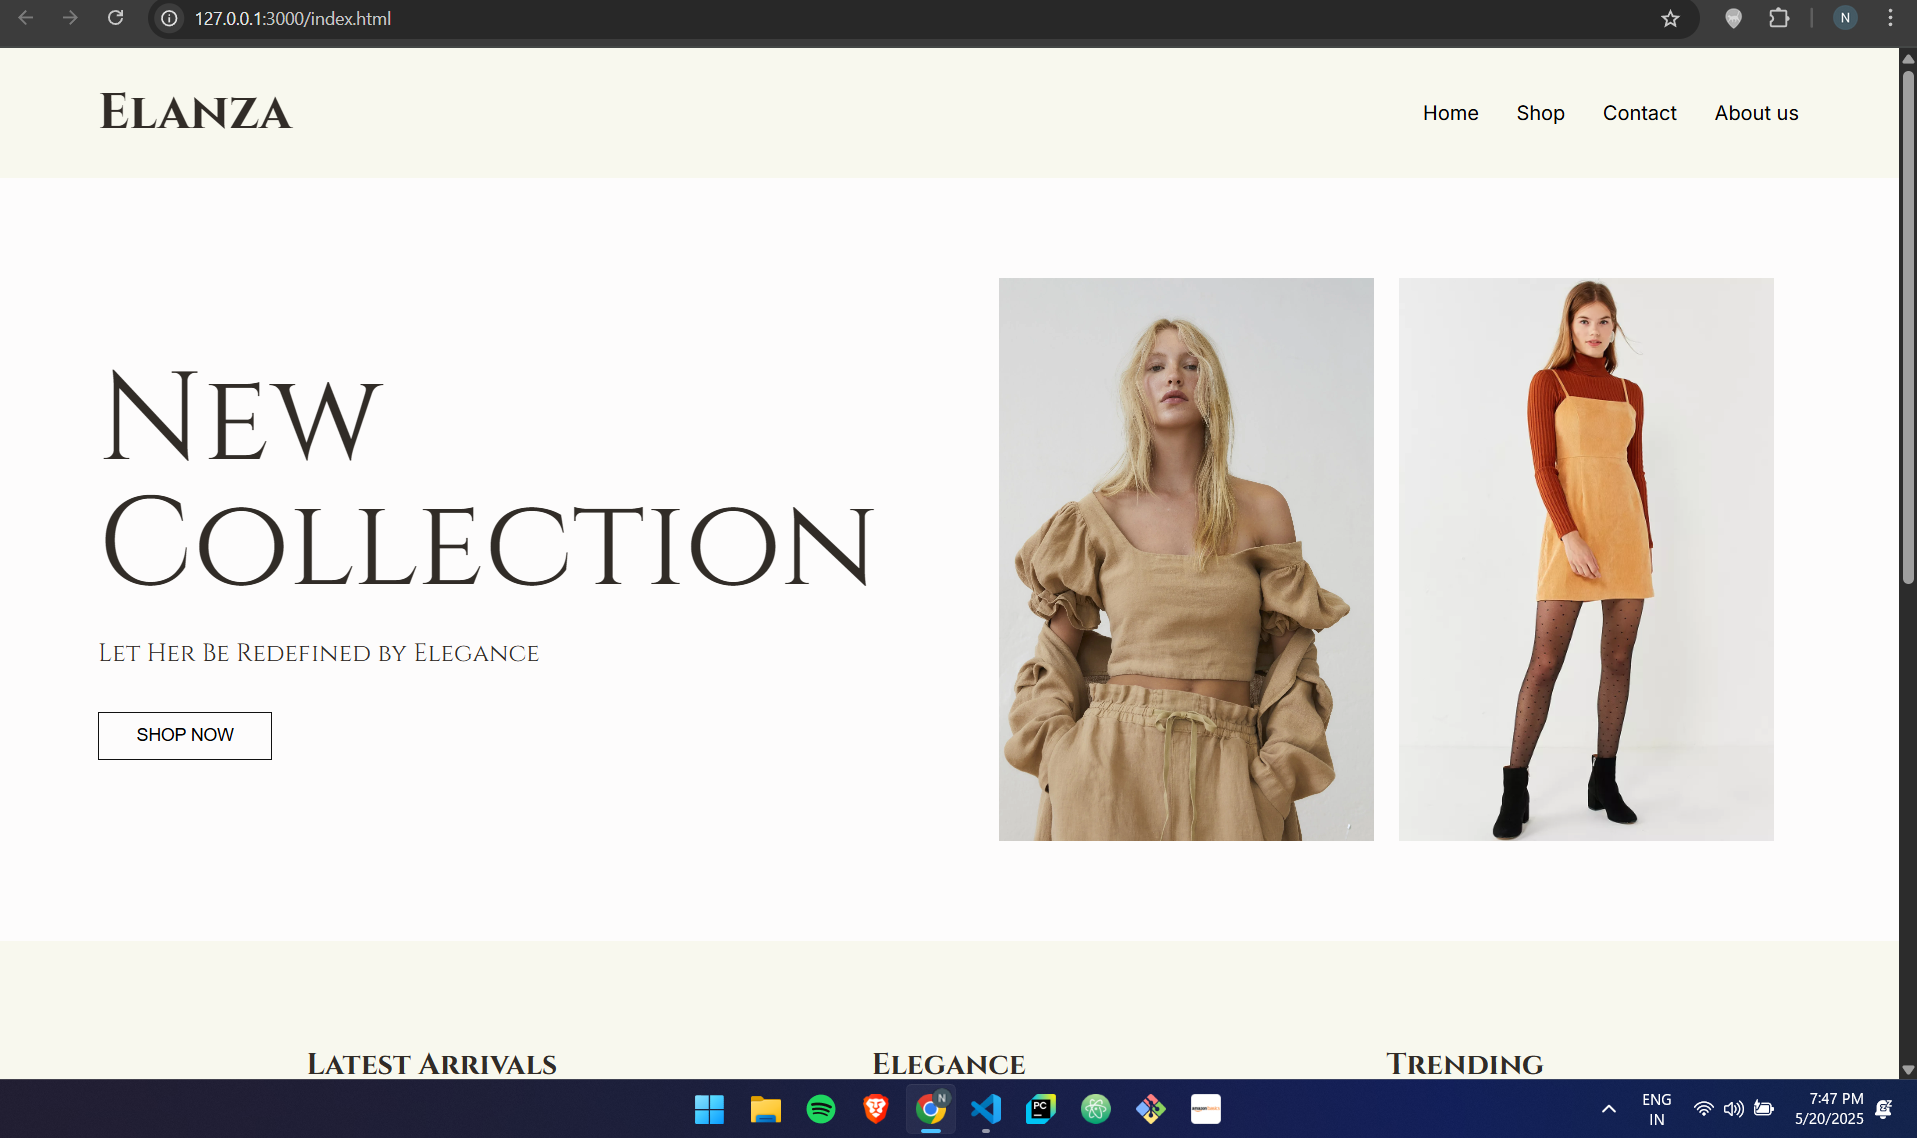 127.0.0.1:3000/index.html
N
Elanza
Home Shop Contact About us
New
Collection
Let Her Be Redefined by Elegance
SHOP NOW
Latest Arrivals Elegance Trending
N
PC
ENG
IN
7:47 PM
5/20/2025